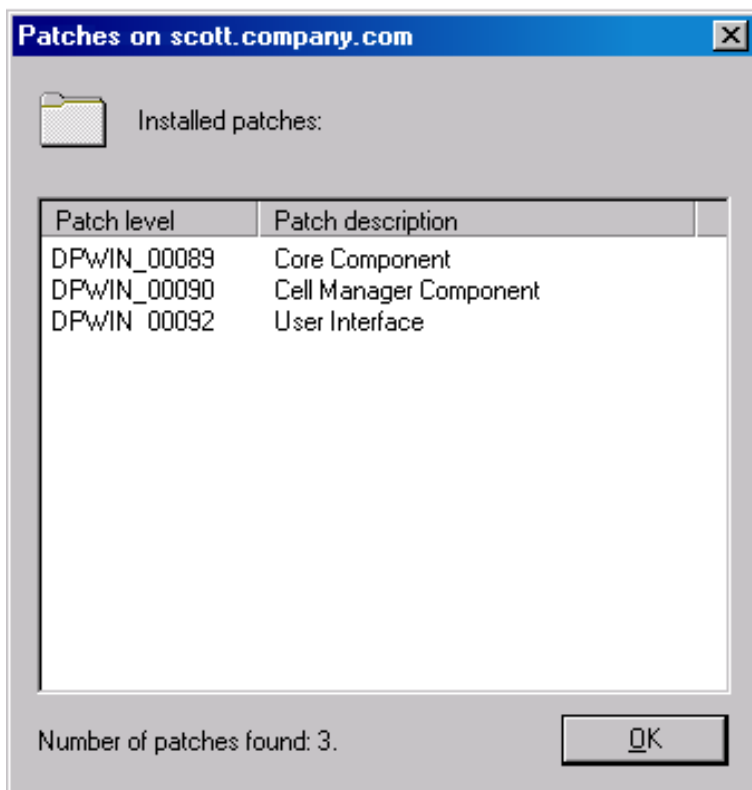 Patches on scott.company.com
Installed patches:
Patch level Patch description
DPWIN_00089 Core Component
DPWIN_00090 Cell Manager Component
DPWIN_00092 User Interface
Number of patches found: 3.
OK